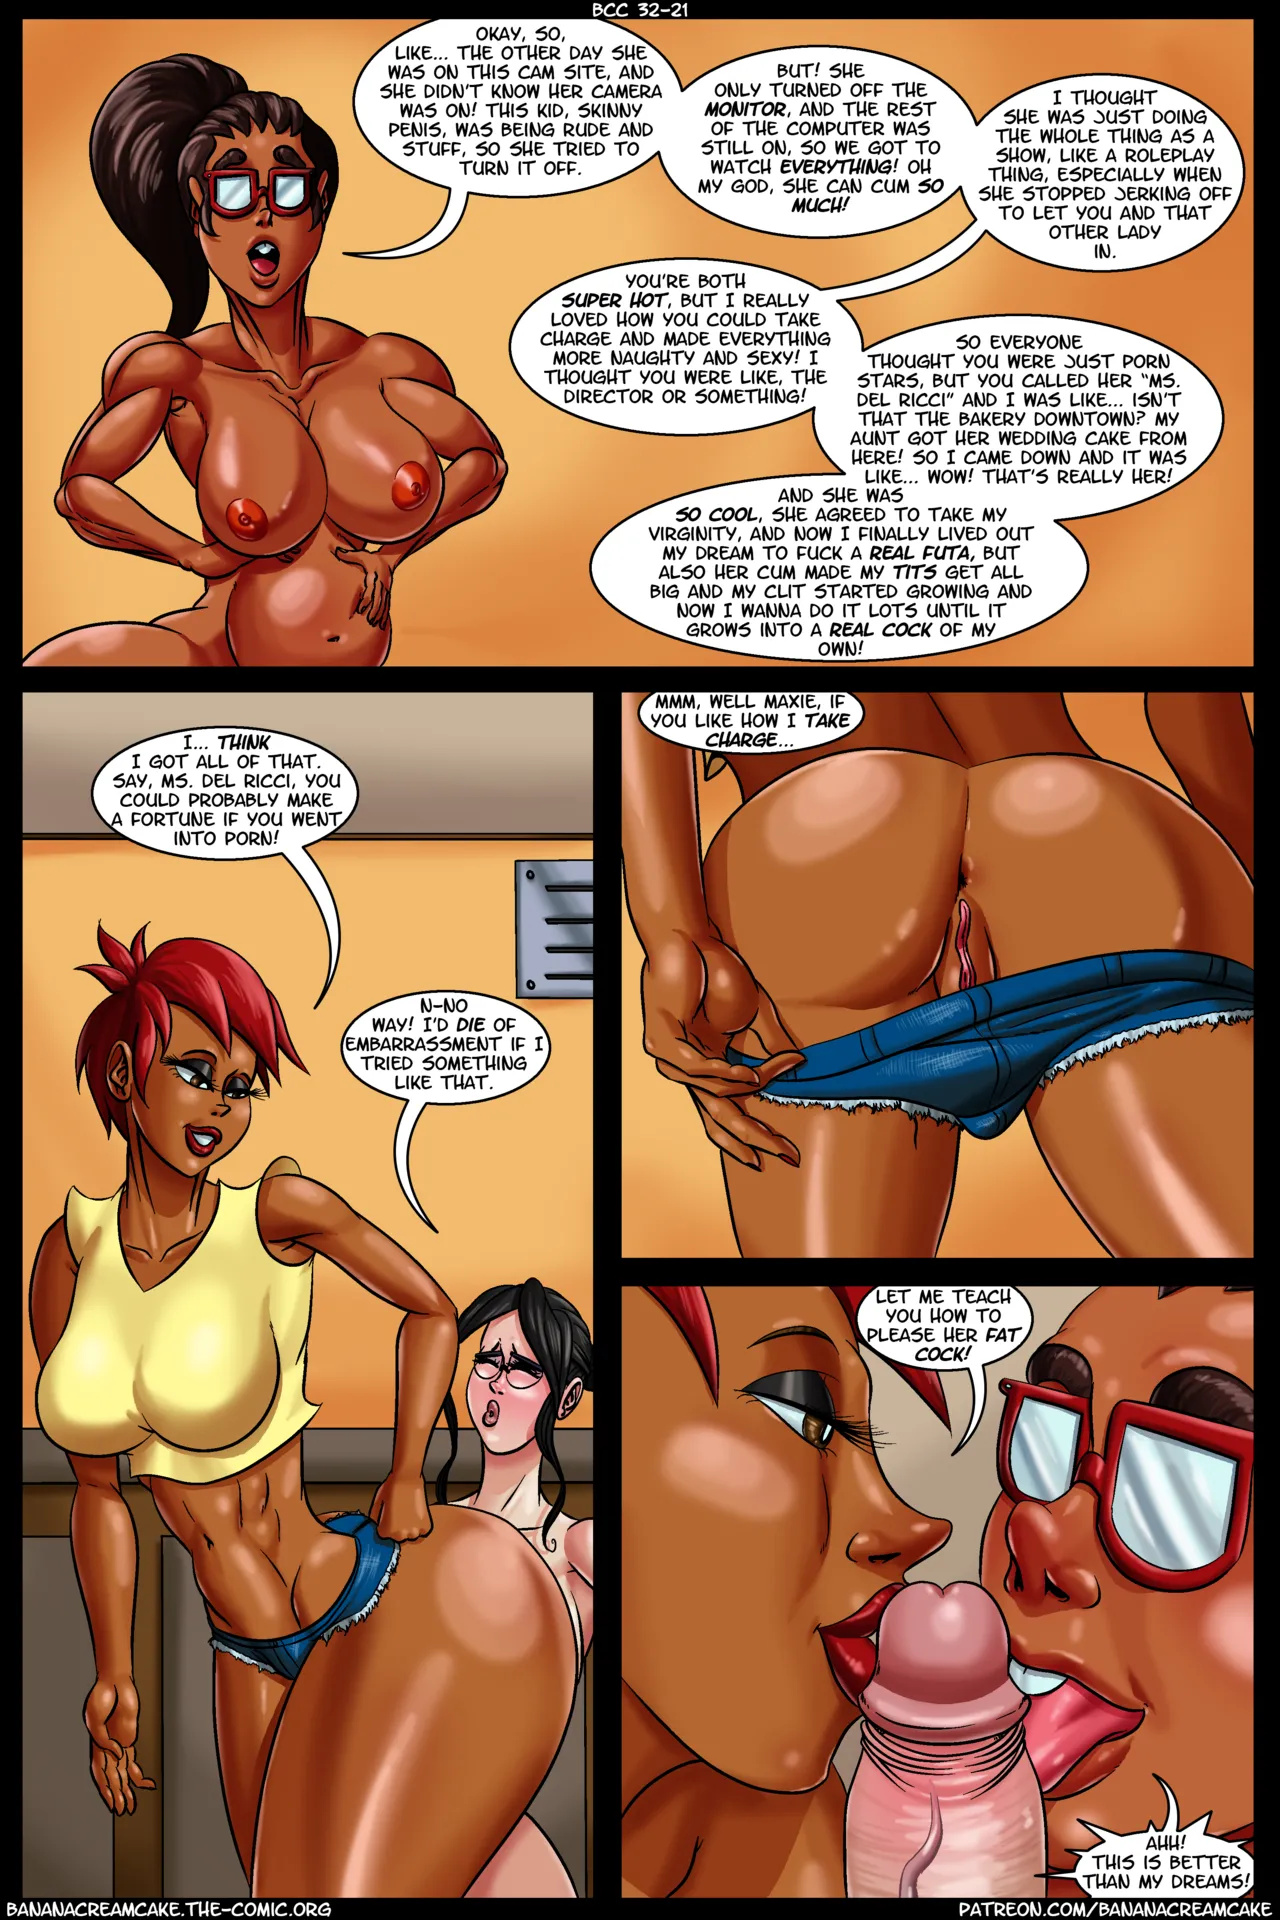 BCC 32-21
OKAY, SO,
LIKE... THE OTHER DAY SHE
WAS ON THIS CAM SITE, AND
SHE DIDN'T KNOW HER CAMERA
WAS ON! THIS KID, SKINNY
PENIS, WAS BEING RUDE AND
STUFF, SO SHE TRIED TO
TURN IT OFF.
BUT! SHE
ONLY TURNED OFF THE
MONITOR, AND THE REST
OF THE COMPUTER WAS
STILL ON, SO WE GOT TO
WATCH EVERYTHING! OH
MY GOD, SHE CAN CUM SO
MUCH!
I THOUGHT
SHE WAS JUST DOING
THE WHOLE THING AS A
SHOW, LIKE A ROLEPLAY
THING, ESPECIALLY WHEN
SHE STOPPED JERKING OFF
TO LET YOU AND THAT
OTHER LADY
IN.
YOU'RE BOTH
SUPER HOT, BUT I REALLY
LOVED HOW YOU COULD TAKE
CHARGE AND MADE EVERYTHING
MORE NAUGHTY AND SEXY! I
THOUGHT YOU WERE LIKE, THE
DIRECTOR OR SOMETHING!
SO EVERYONE
THOUGHT YOU WERE JUST PORN
STARS, BUT YOU CALLED HER "MS.
DEL RICCI" AND I WAS LIKE... ISN'T
THAT THE BAKERY DOWNTOWN? MY
AUNT GOT HER WEDDING CAKE FROM
HERE! SO I CAME DOWN AND IT WAS
LIKE... WOW! THAT'S REALLY HER!
AND SHE WAS
SO COOL, SHE AGREED TO TAKE MY
VIRGINITY, AND NOW I FINALLY LIVED OUT
MY DREAM TO FUCK A REAL FUTA, BUT
ALSO HER CUM MADE MY TITS GET ALL
BIG AND MY CLIT STARTED GROWING AND
NOW I WANNA DO IT LOTS UNTIL IT
GROWS INTO A REAL COCK OF MY
OWN!
I... THINK
I GOT ALL OF THAT.
SAY, MS. DEL RICCI, YOU
COULD PROBABLY MAKE
A FORTUNE IF YOU WENT
INTO PORN!
N-NO
WAY! I'D DIE OF
EMBARRASSMENT IF I
TRIED SOMETHING
LIKE THAT.
MMM, WELL MAXIE, IF
YOU LIKE HOW I TAKE
CHARGE...
LET ME TEACH
YOU HOW TO
PLEASE HER FAT
COCK!
AHH!
THIS IS BETTER
THAN MY DREAMS!
BANANACREAMCAKE.THE-COMIC.ORG
PATREON.COM/BANANACREAMCAKE